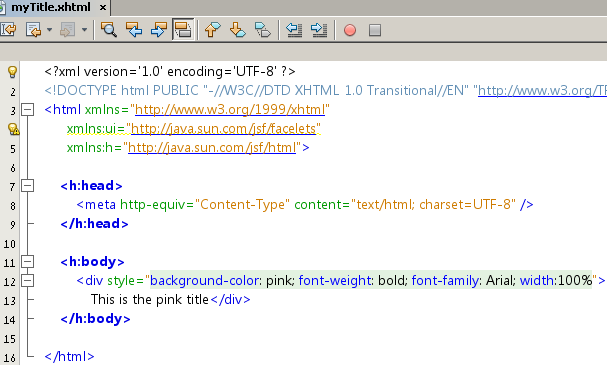 myTitle.xhtml
<?xml version='1.0' encoding='UTF-8' ?>
2 <!DOCTYPE html PUBLIC "-//W3C//DTD XHTML 1.0 Transitional//EN" "http://www.w3.org/
3 <html xmlns="http://www.w3.org/1999/xhtml"
xmlns:ui="http://java.sun.com/jsf/facelets"
5 xmlns:h="http://java.sun.com/jsf/html">
6
7 <h:head>
8 <meta http-equiv="Content-Type" content="text/html; charset=UTF-8" />
9 </h:head>
10
11 <h:body>
12 <div style="background-color: pink; font-weight: bold; font-family: Arial; width:100%">
13 This is the pink title</div>
14 </h:body>
15
16 </html>